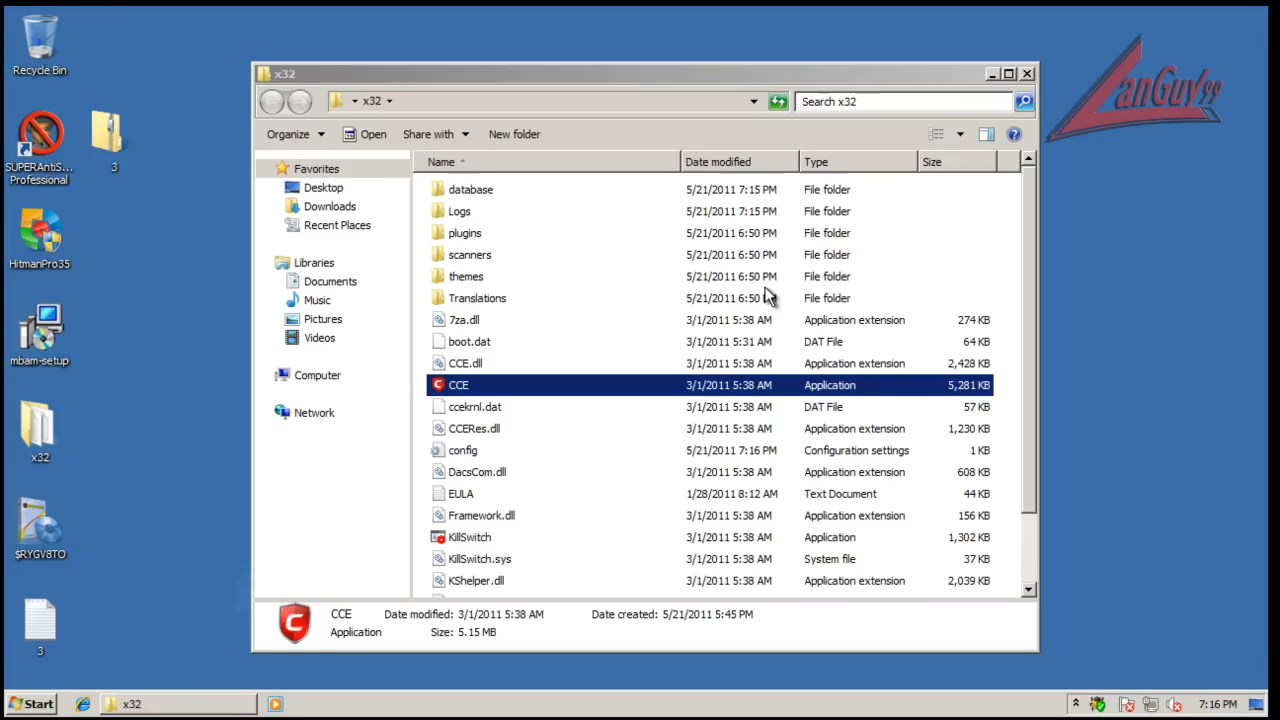 Recycle Bin
SUPERAntiS...
Professional
3
HitmanPro35
mbam-setup
x32
$RYGV8TO
3
LanGuy99
x32
x32
Search x32
Organize
Open
Share with
New folder
Favorites
Desktop
Downloads
Recent Places
Libraries
Documents
Music
Pictures
Videos
Computer
Network
Name Date modified Type Size
database 5/21/2011 7:15 PM File folder
Logs 5/21/2011 7:15 PM File folder
plugins 5/21/2011 6:50 PM File folder
scanners 5/21/2011 6:50 PM File folder
themes 5/21/2011 6:50 PM File folder
Translations 5/21/2011 6:50 PM File folder
7za.dll 3/1/2011 5:38 AM Application extension 274 KB
boot.dat 3/1/2011 5:31 AM DAT File 64 KB
CCE.dll 3/1/2011 5:38 AM Application extension 2,428 KB
CCE 3/1/2011 5:38 AM Application 5,281 KB
ccekrnl.dat 3/1/2011 5:38 AM DAT File 57 KB
CCERes.dll 3/1/2011 5:38 AM Application extension 1,230 KB
config 5/21/2011 7:16 PM Configuration settings 1 KB
DacsCom.dll 3/1/2011 5:38 AM Application extension 608 KB
EULA 1/28/2011 8:12 AM Text Document 44 KB
Framework.dll 3/1/2011 5:38 AM Application extension 156 KB
KillSwitch 3/1/2011 5:38 AM Application 1,302 KB
KillSwitch.sys 3/1/2011 5:38 AM System file 37 KB
KShelper.dll 3/1/2011 5:38 AM Application extension 2,039 KB
CCE Date modified: 3/1/2011 5:38 AM Date created: 5/21/2011 5:45 PM
Application Size: 5.15 MB
Start
x32
7:16 PM